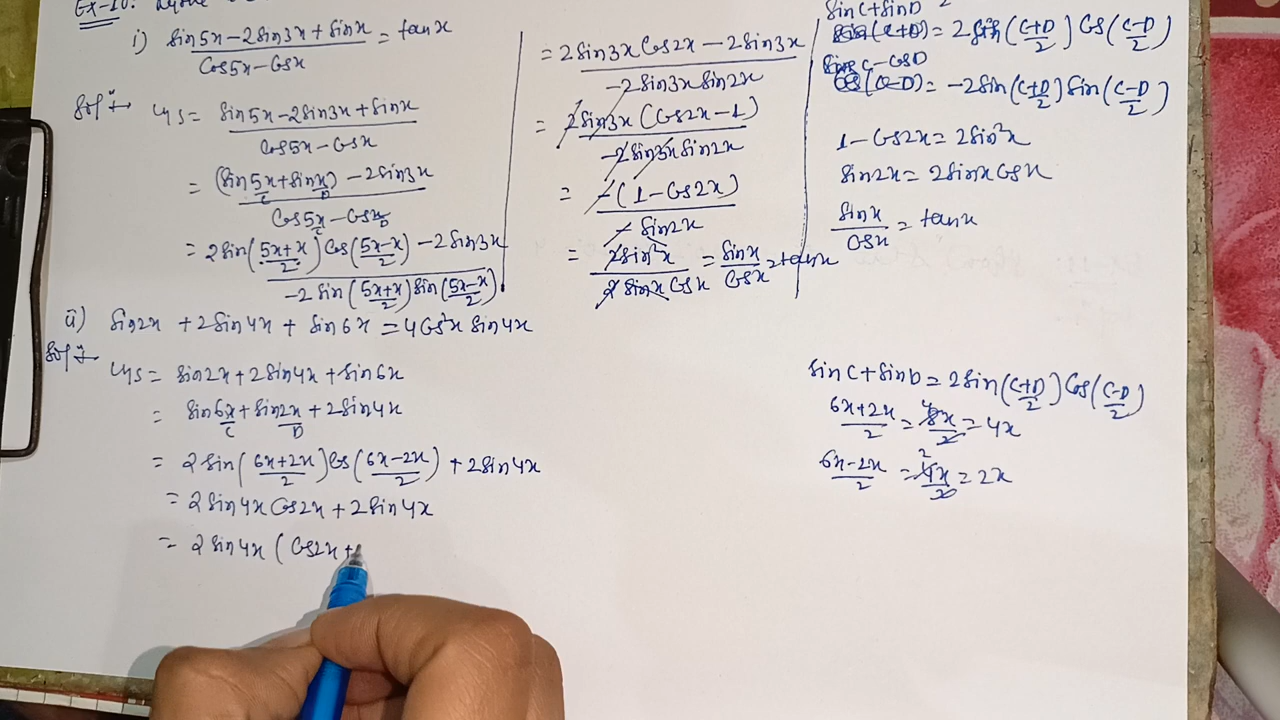 Ex-10:
i) sin5x-2sin3x+sinx/cos5x-cosx = tanx
Solⁿ:→ LHS = sin5x-2sin3x+sinx/cos5x-cosx
= (sin5x+sinx)-2sin3x/cos5x-cosx
C D
C D
= 2sin(5x+x/2)cos(5x-x/2)-2sin3x/-2sin(5x+x/2)sin(5x-x/2)
= 2sin3xcos2x-2sin3x/-2sin3xsin2x
= 2sin3x(cos2x-1)/-2sin3xsin2x
= -(1-cos2x)/-sin2x
= 2sin²x/2sinxcosx = sinx/cosx = tanx
sinC+sinD
= 2sin(C+D/2)cos(C-D/2)
cosC-cosD
= -2sin(C+D/2)sin(C-D/2)
1-cos2x=2sin²x
sin2x=2sinxcosx
sinx/cosx = tanx
ii) sin2x+2sin4x+sin6x=4cos²x sin4x
Solⁿ:→ LHS = sin2x+2sin4x+sin6x
= sin6x+sin2x+2sin4x
C D
= 2sin(6x+2x/2)cos(6x-2x/2)+2sin4x
= 2sin4xcos2x+2sin4x
= 2sin4x(cos2x+
sinC+sinD=2sin(C+D/2)cos(C-D/2)
6x+2x/2 = 8x/2 = 4x
4
6x-2x/2 = 4x/2 = 2x
2